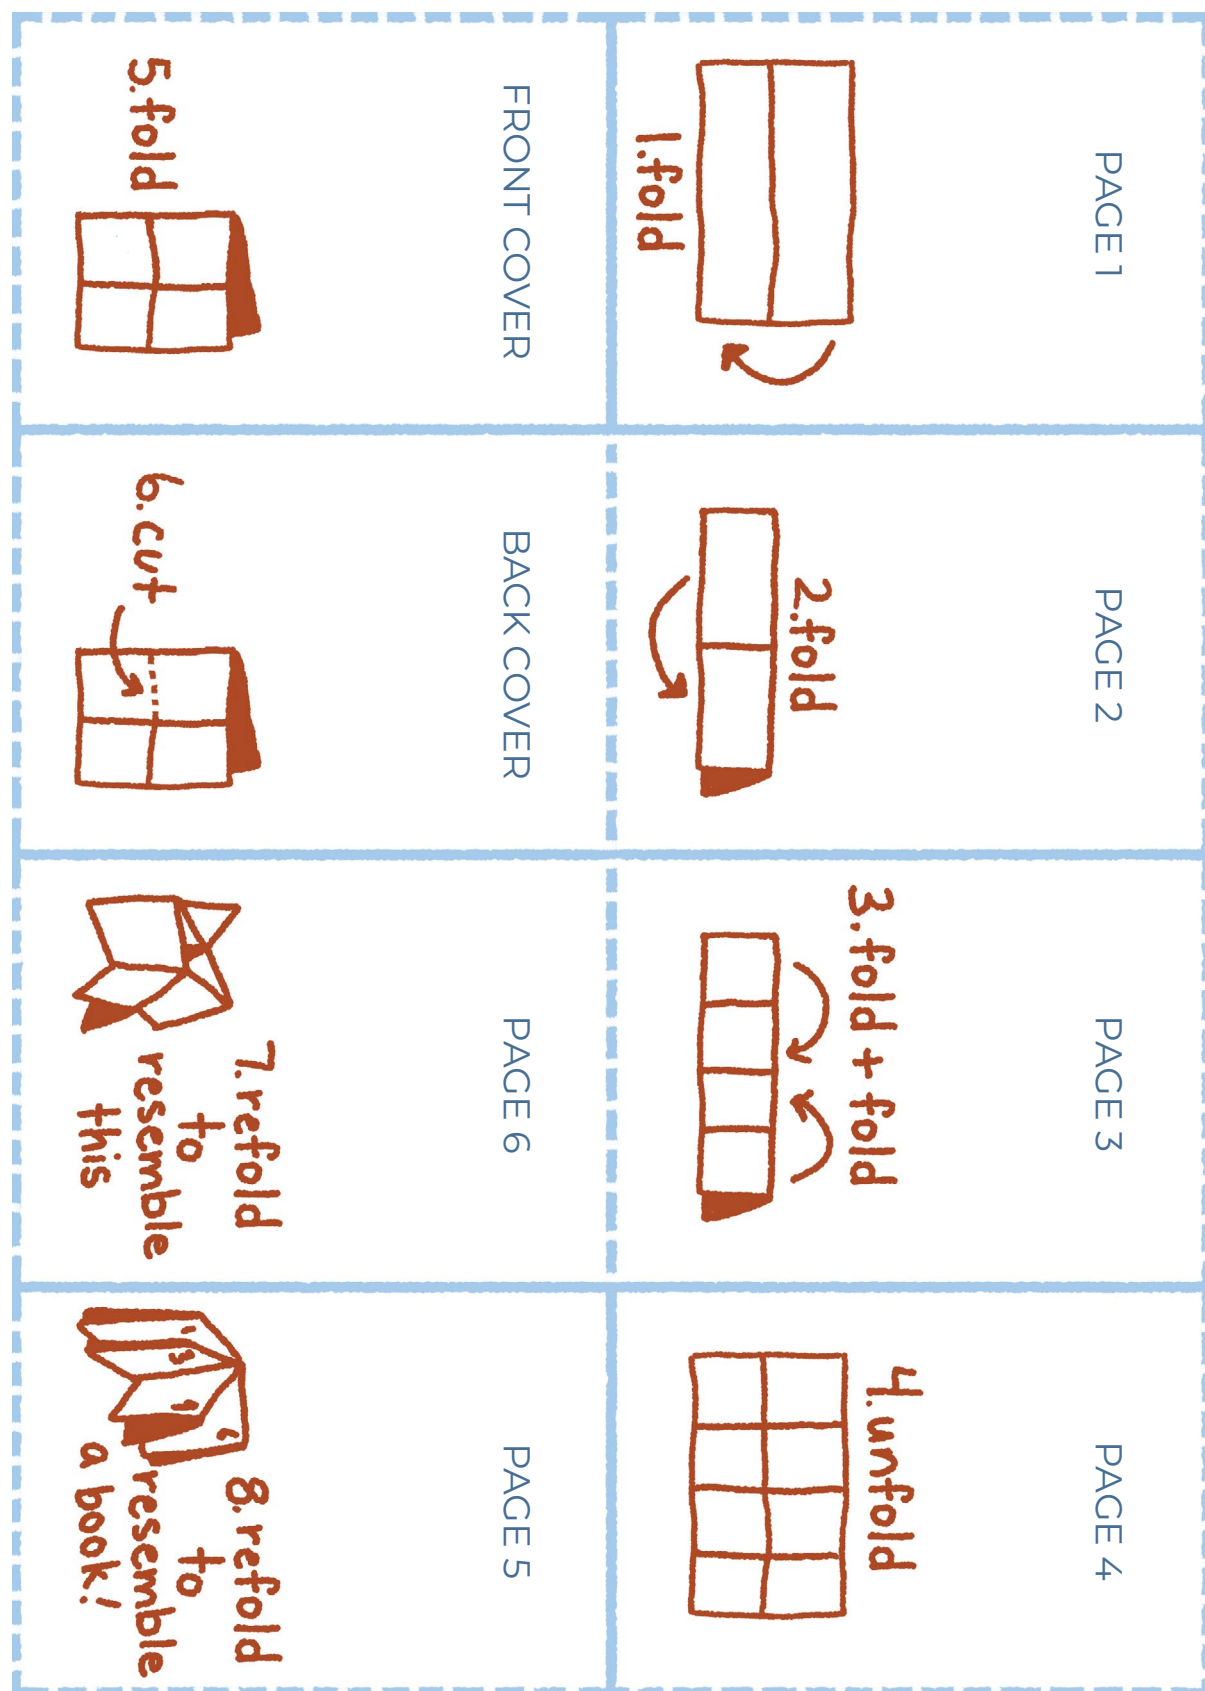 PAGE 1
1.fold
PAGE 2
2.fold
PAGE 3
3.fold + fold
PAGE 4
4.unfold
FRONT COVER
5.fold
BACK COVER
6.cut
PAGE 6
7.refold
to
resemble
this
PAGE 5
8.refold
to
resemble
a book!